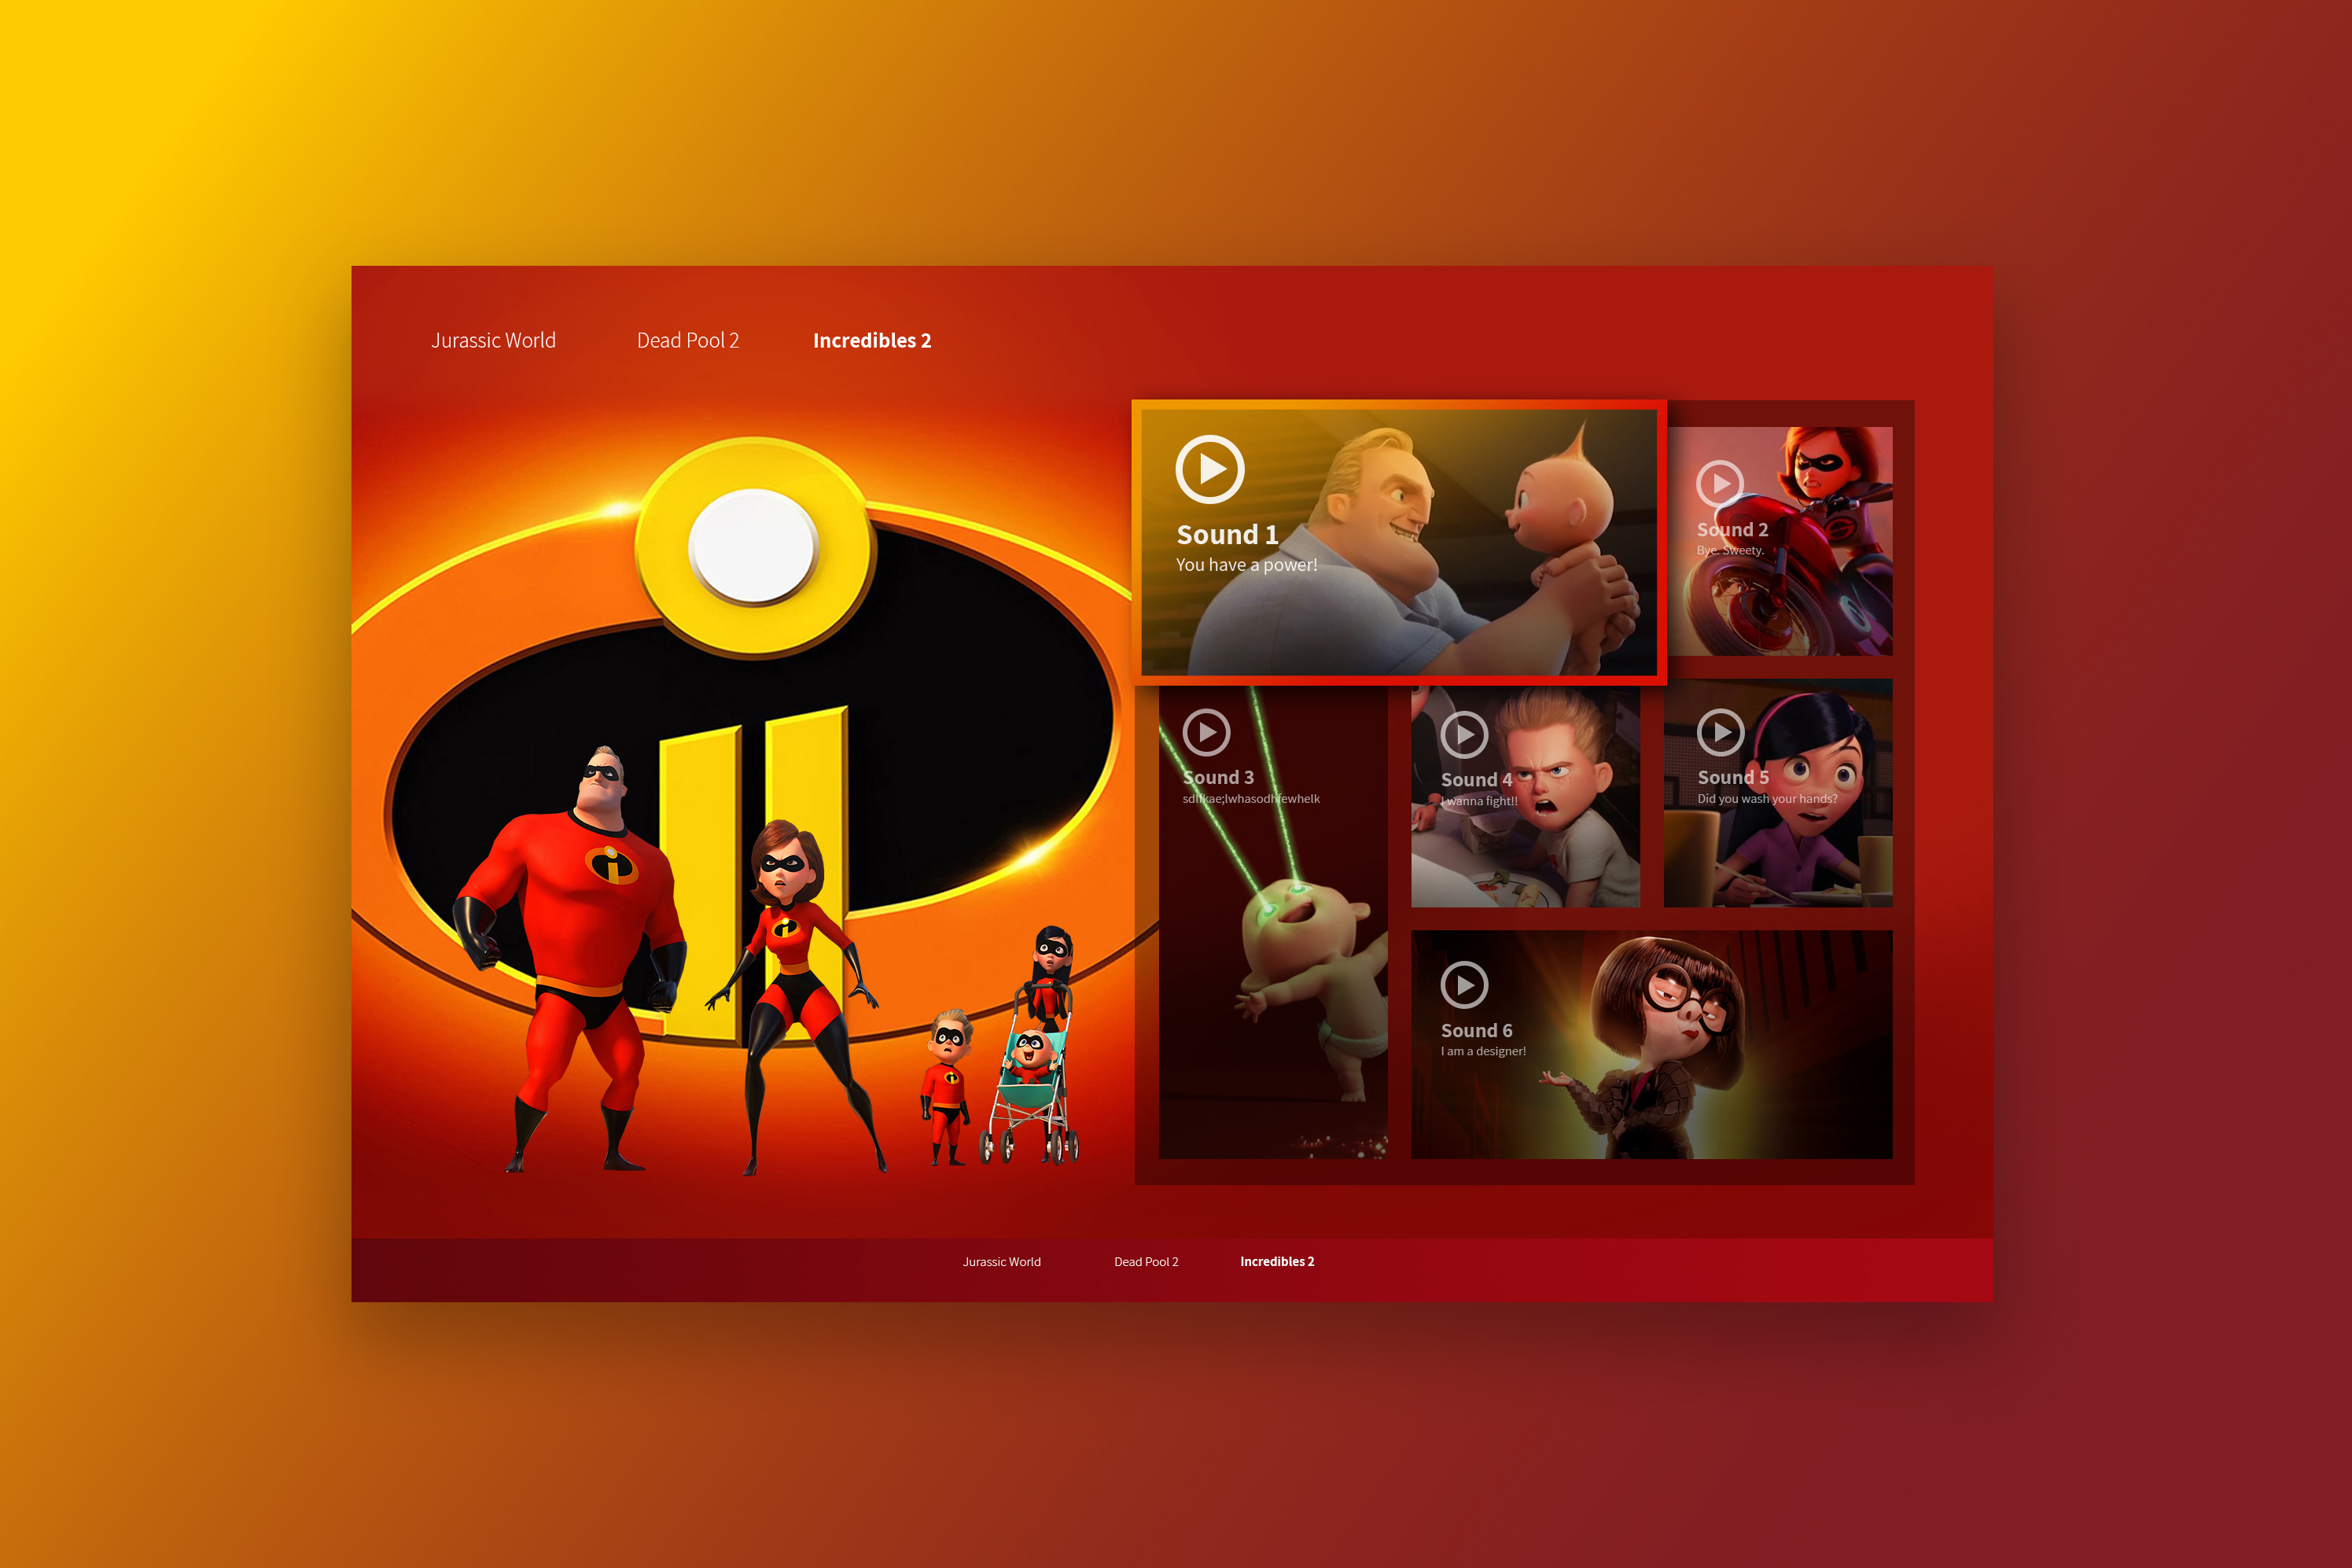 Jurassic World
Dead Pool 2
Incredibles 2
Sound 1
You have a power!
Sound 2
Bye. Sweety.
Sound 3
sdlfkae;lwhasodhfewhelk
Sound 4
I wanna fight!!
Sound 5
Did you wash your hands?
Sound 6
I am a designer!
Jurassic World
Dead Pool 2
Incredibles 2